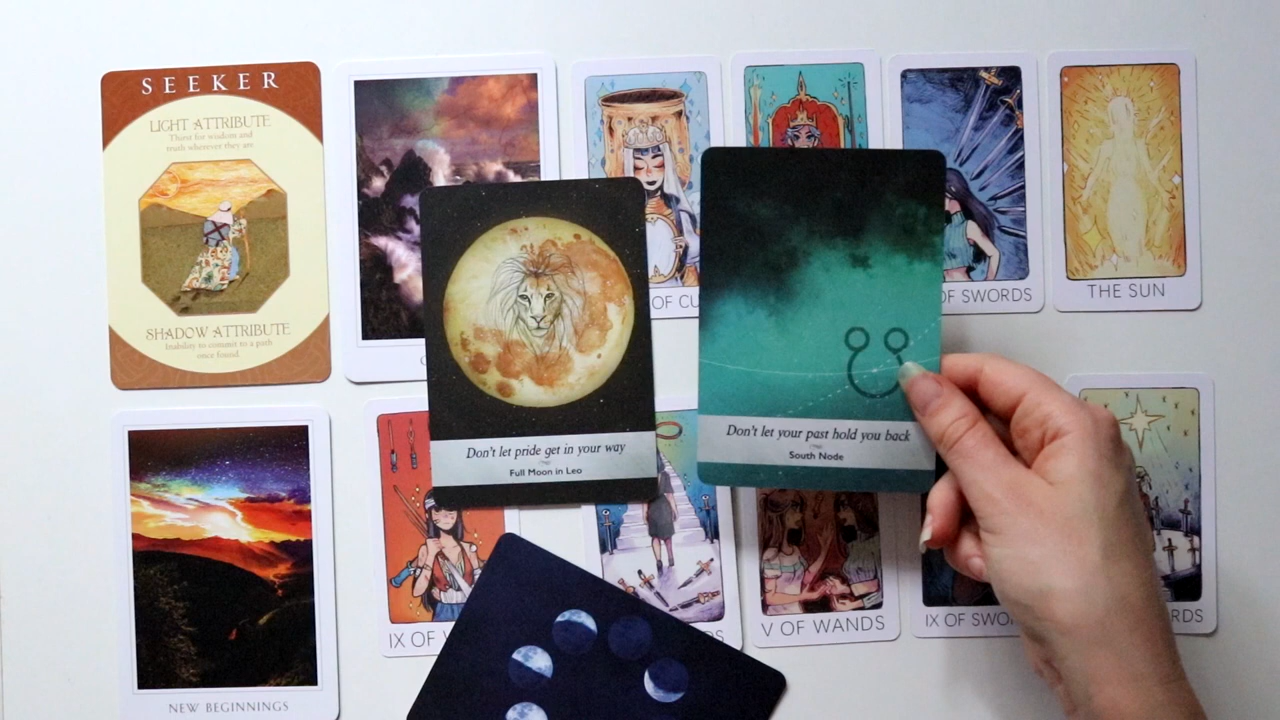 SEEKER
LIGHT ATTRIBUTE
Thirst for wisdom and
truth wherever they are
SHADOW ATTRIBUTE
Inability to commit to a path
once found.
OF CU
OF SWORDS
THE SUN
Don't let pride get in your way
Full Moon in Leo
Don't let your past hold you back
South Node
NEW BEGINNINGS
IX OF W
DS
V OF WANDS
IX OF SWO
RDS